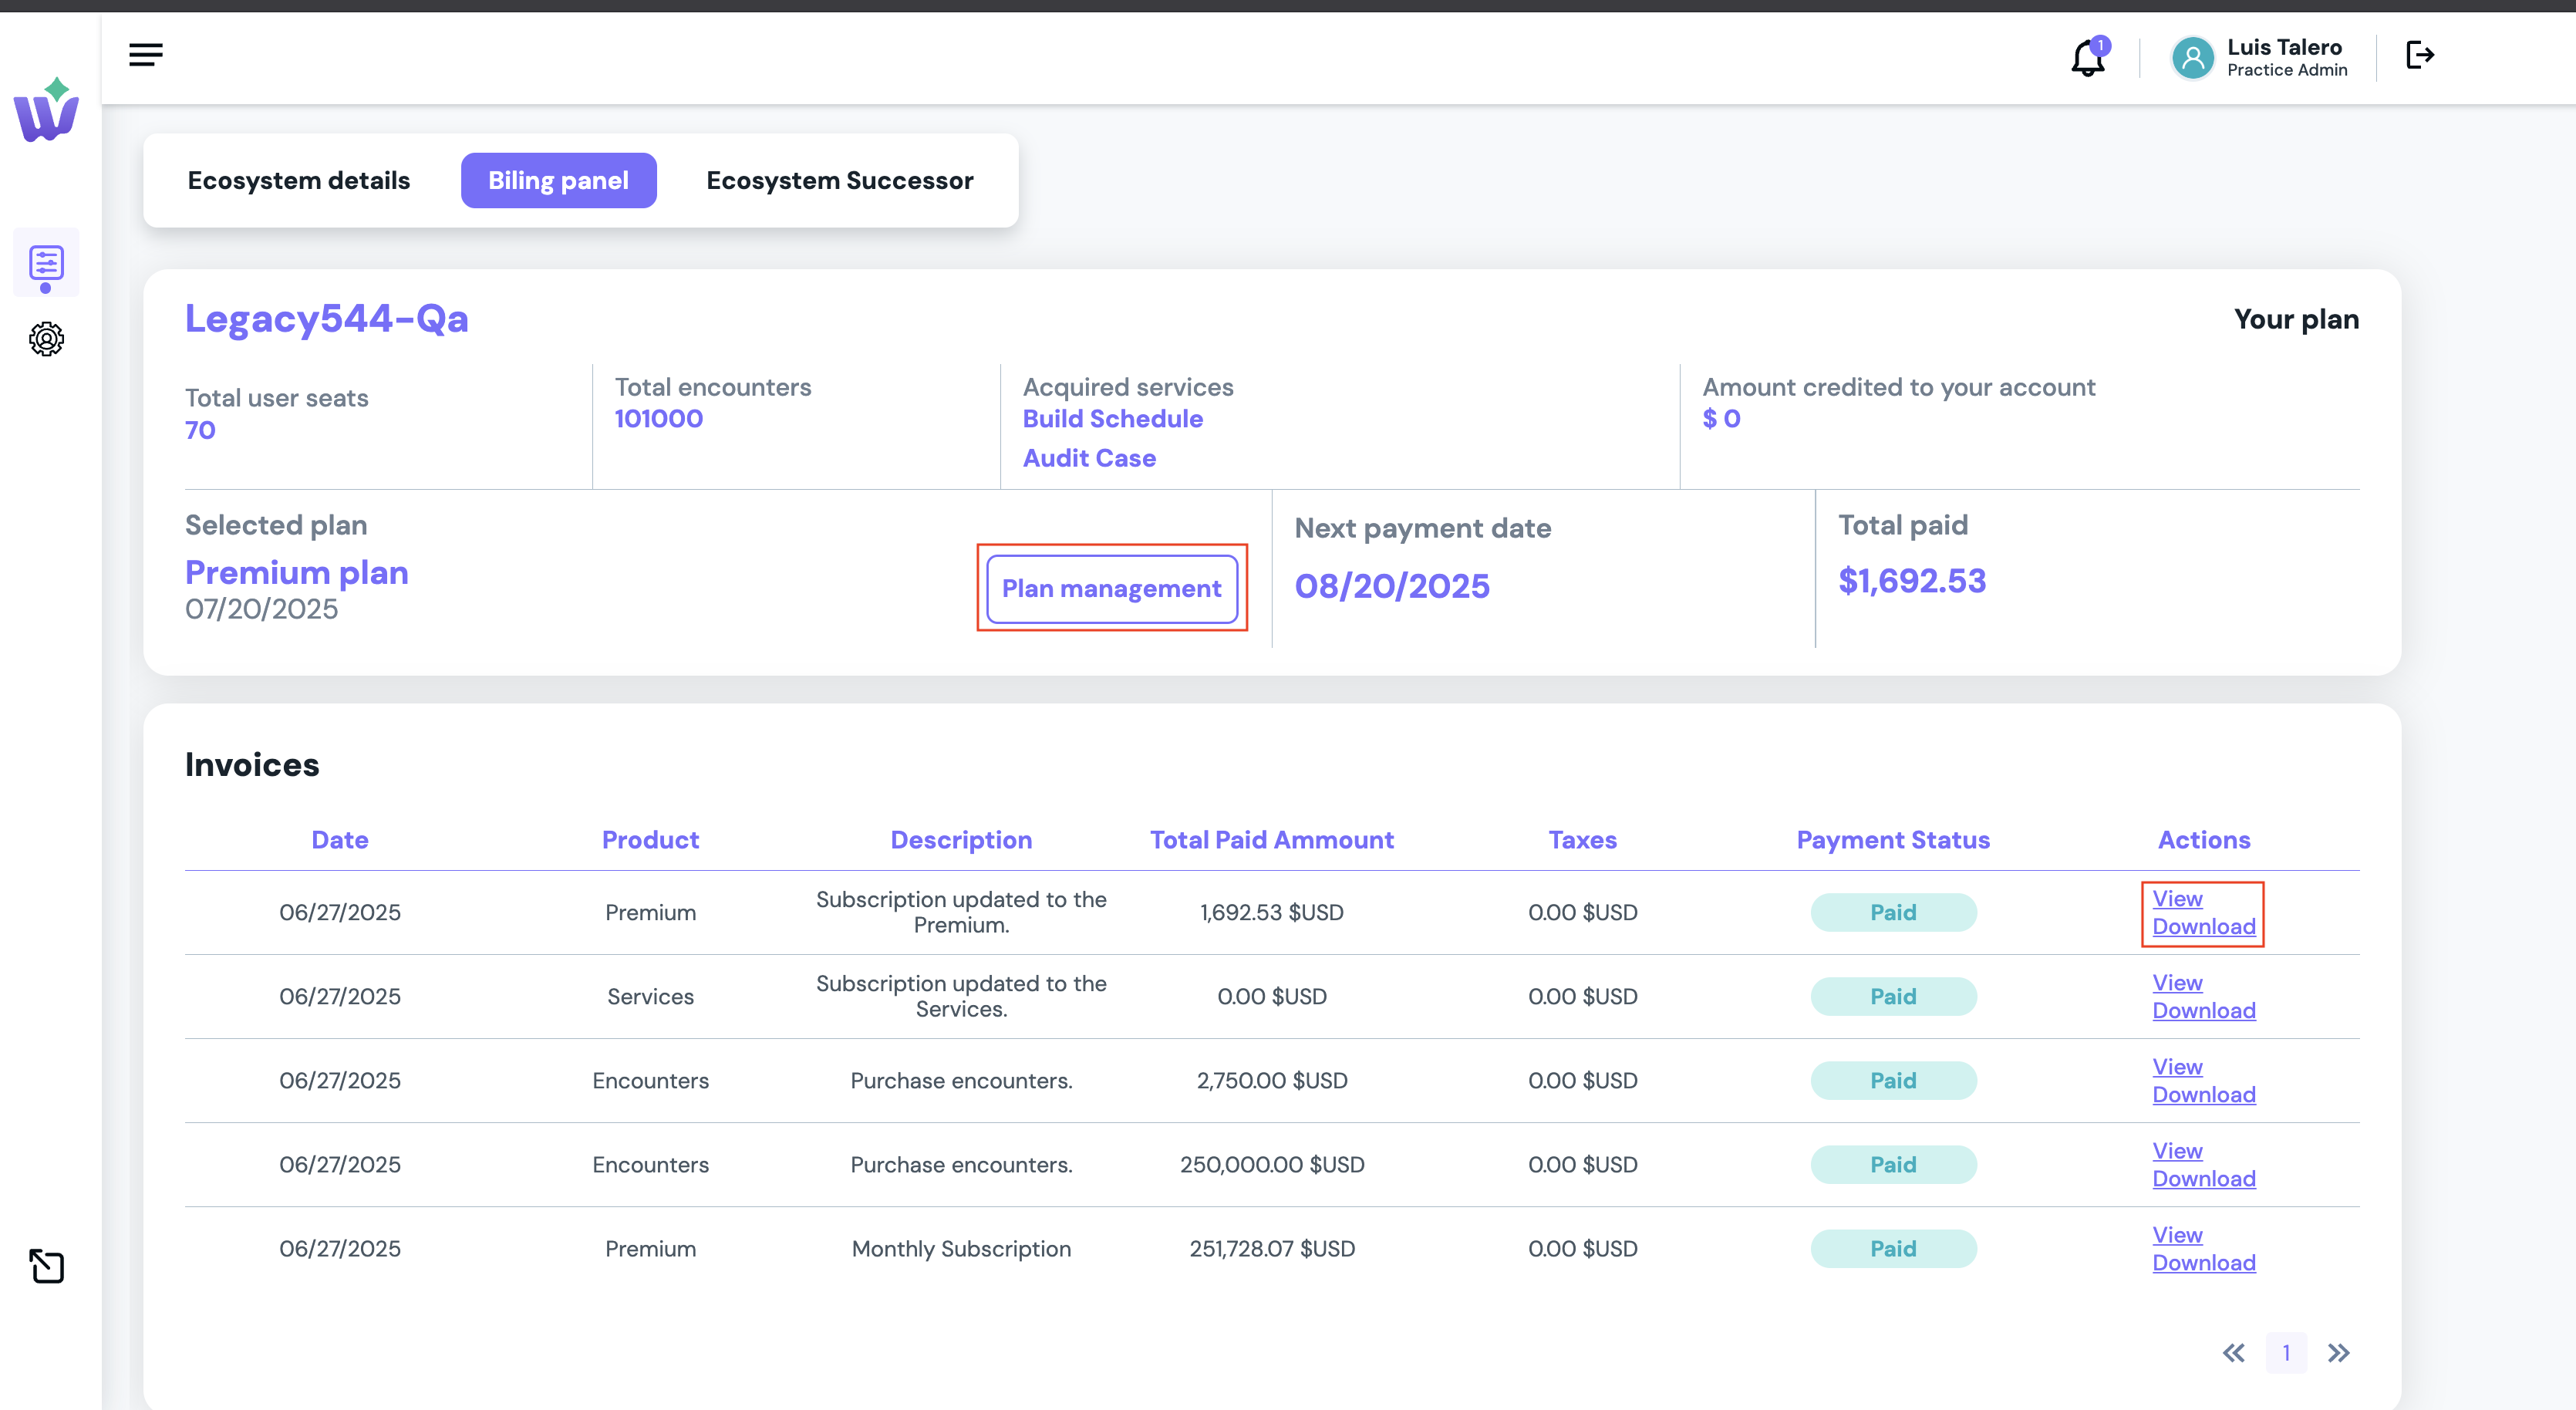 1
Luis Talero
Practice Admin
Ecosystem details
Biling panel
Ecosystem Successor
Legacy544-Qa
Your plan
Total user seats
70
Total encounters
101000
Acquired services
Build Schedule
Audit Case
Amount credited to your account
$ 0
Selected plan
Premium plan
07/20/2025
Plan management
Next payment date
08/20/2025
Total paid
$1,692.53
Invoices
Date Product Description Total Paid Ammount Taxes Payment Status Actions
06/27/2025 Premium Subscription updated to the Premium. 1,692.53 $USD 0.00 $USD Paid View Download
06/27/2025 Services Subscription updated to the Services. 0.00 $USD 0.00 $USD Paid View Download
06/27/2025 Encounters Purchase encounters. 2,750.00 $USD 0.00 $USD Paid View Download
06/27/2025 Encounters Purchase encounters. 250,000.00 $USD 0.00 $USD Paid View Download
06/27/2025 Premium Monthly Subscription 251,728.07 $USD 0.00 $USD Paid View Download
1